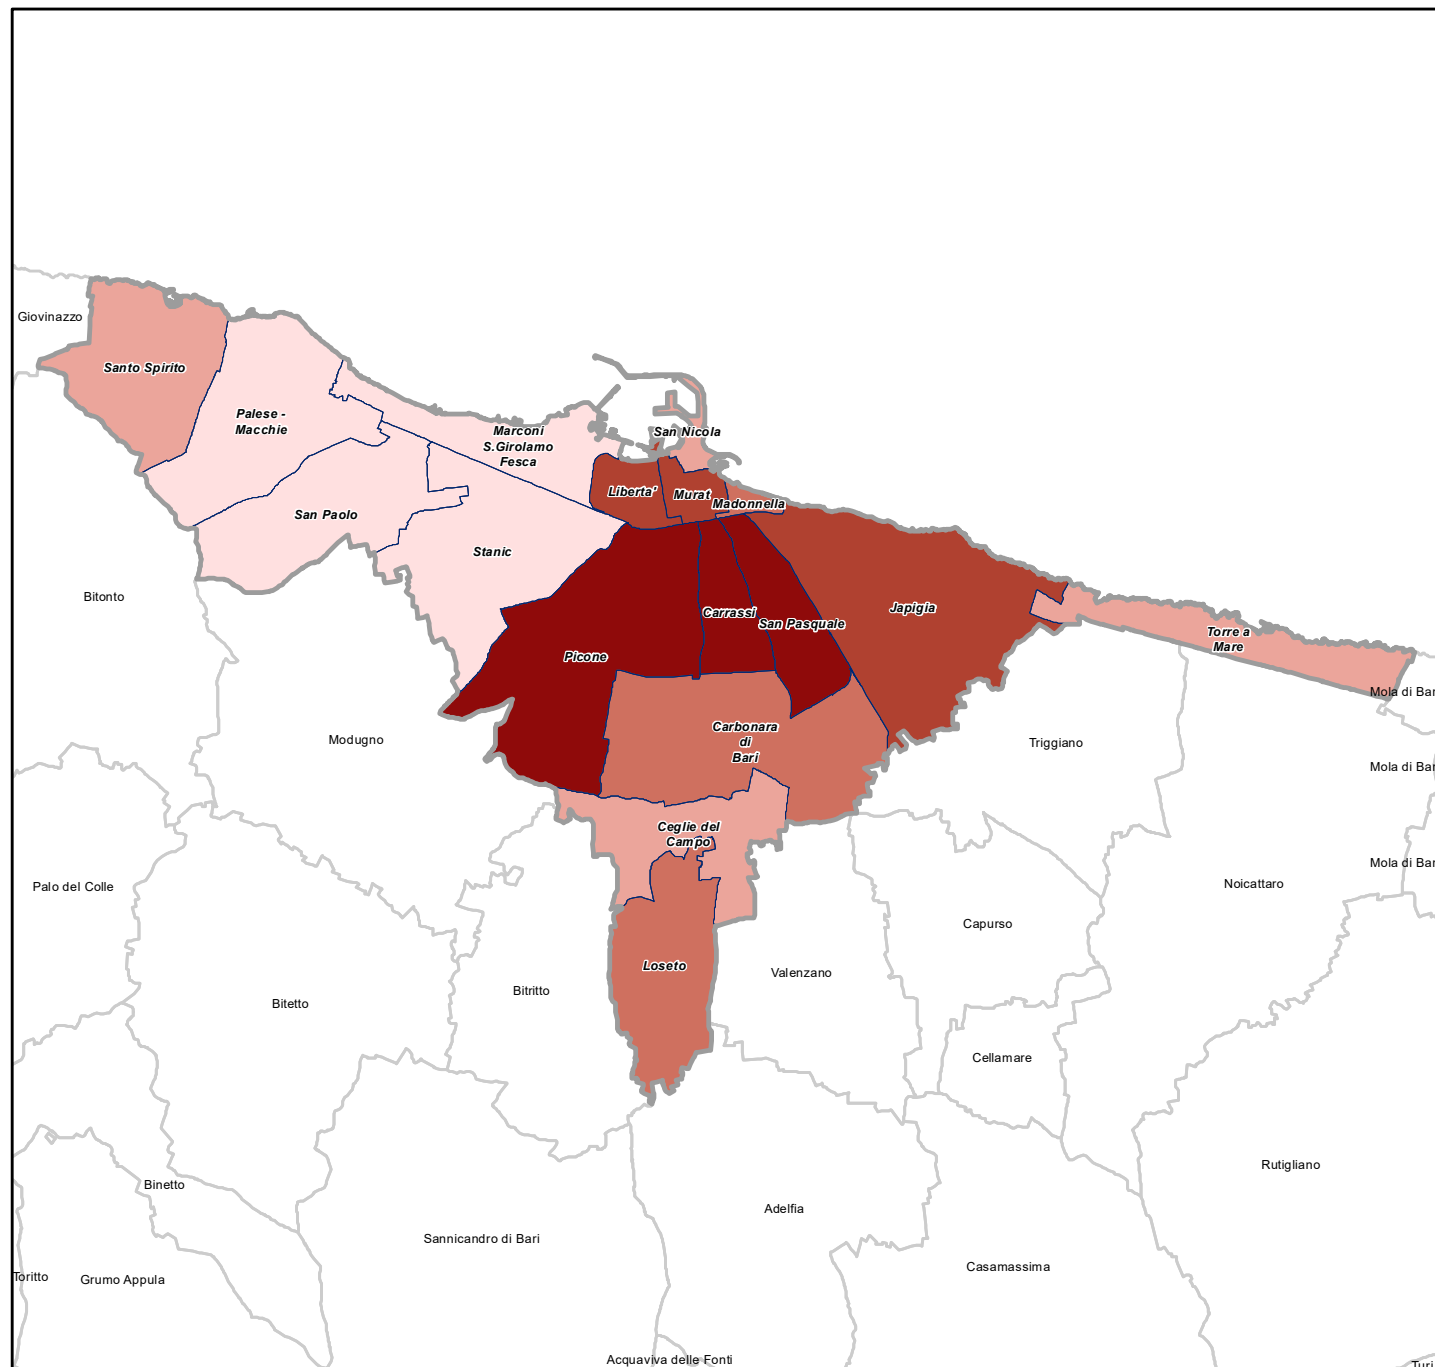 Giovinazzo
Santo Spirito
Palese -
Macchie
Marconi
S.Girolamo
Fesca
San Nicola
Liberta'
Murat
Madonnella
San Paolo
Stanic
Bitonto
Carrassi
San Pasquale
Japigia
Torre a
Mare
Picone
Mola di Bar
Modugno
Carbonara
di
Bari
Triggiano
Mola di Bar
Ceglie del
Campo
Mola di Bar
Palo del Colle
Noicattaro
Capurso
Loseto
Valenzano
Bitritto
Bitetto
Cellamare
Rutigliano
Binetto
Adelfia
Sannicandro di Bari
Casamassima
Toritto
Grumo Appula
Acquaviva delle Fonti
Turi